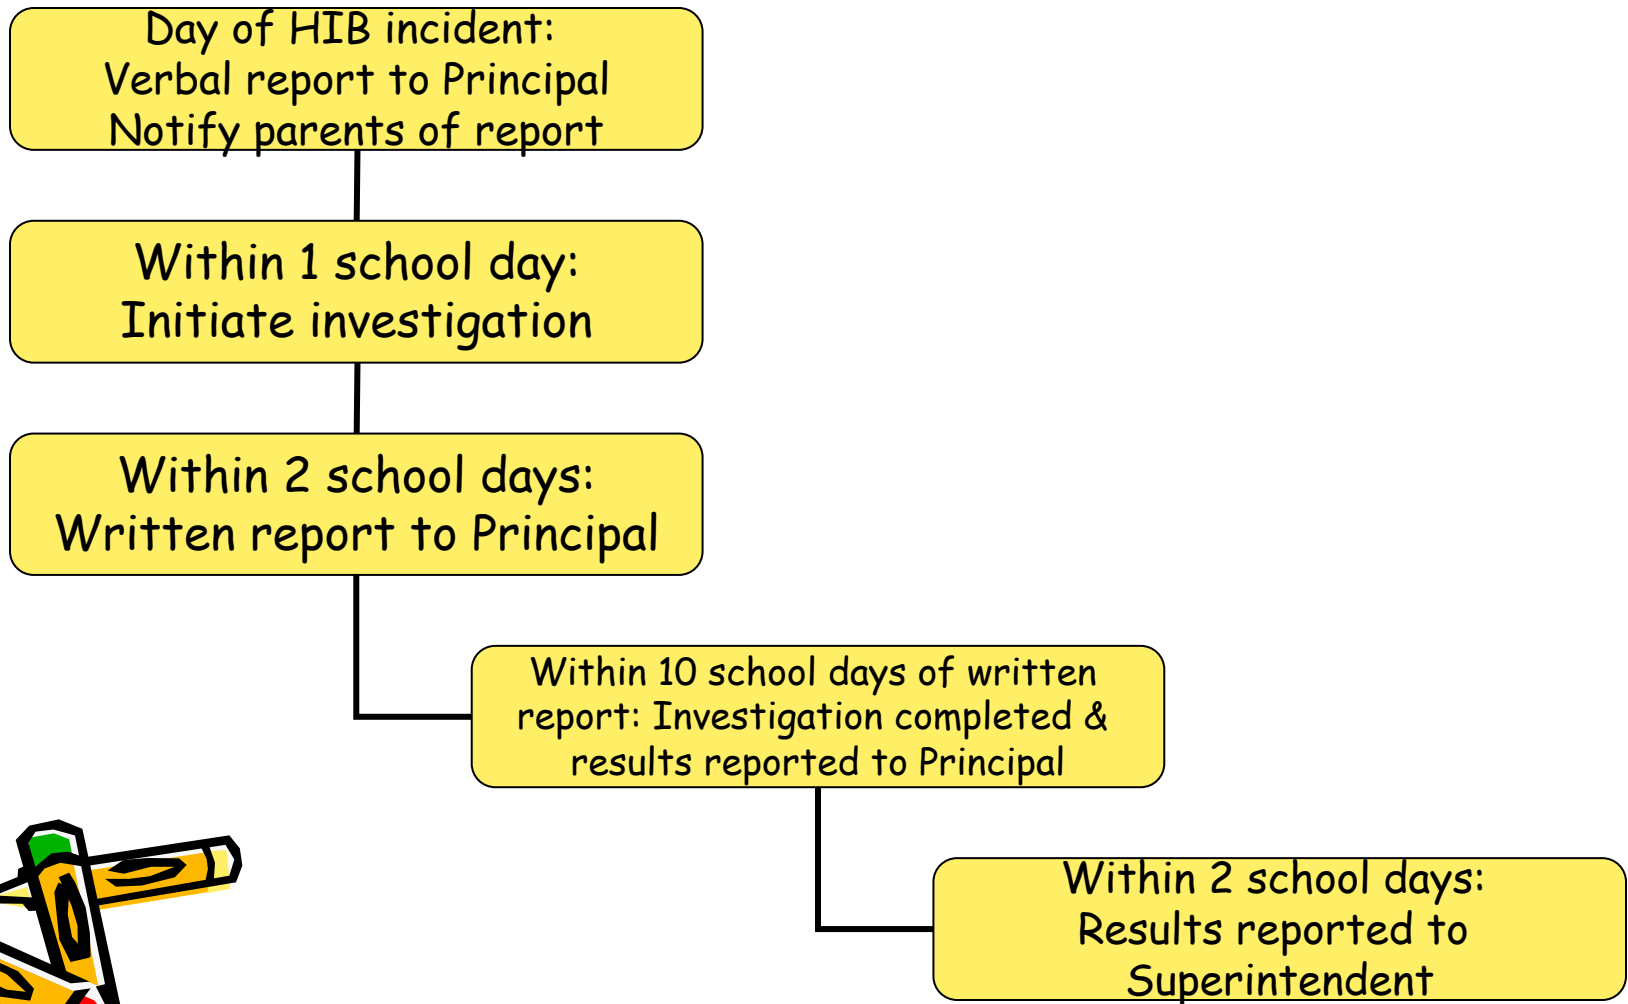 Day of HIB incident:
Verbal report to Principal
Notify parents of report
Within 1 school day:
Initiate investigation
Within 2 school days:
Written report to Principal
Within 10 school days of written
report: Investigation completed &
results reported to Principal
Within 2 school days:
Results reported to
Superintendent